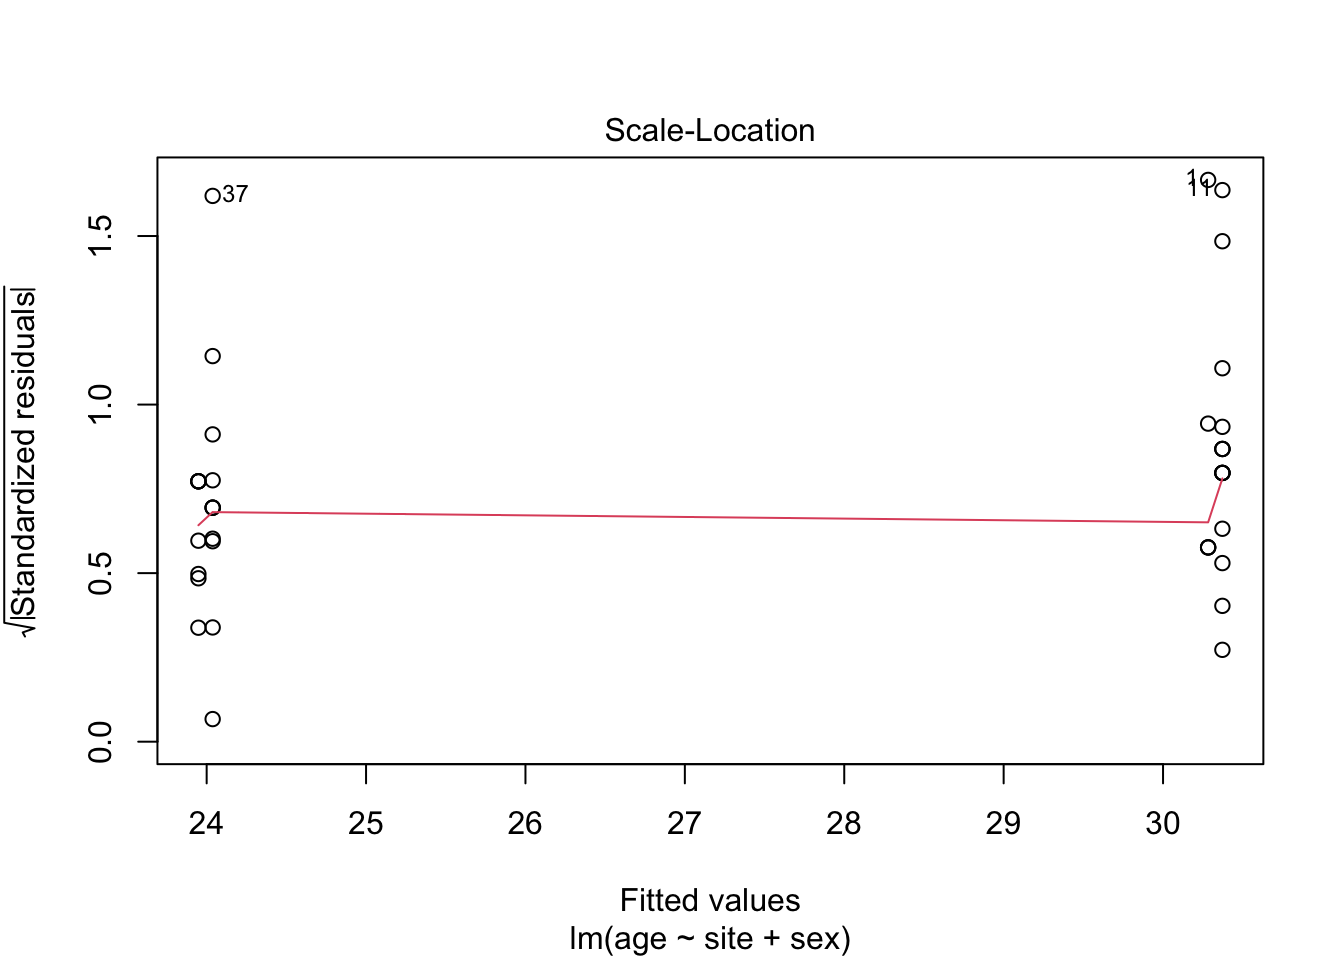 Scale-Location
√|Standardized residuals|
1.5
1.0
0.5
0.0
37
1
11
24 25 26 27 28 29 30
Fitted values
lm(age ~ site + sex)